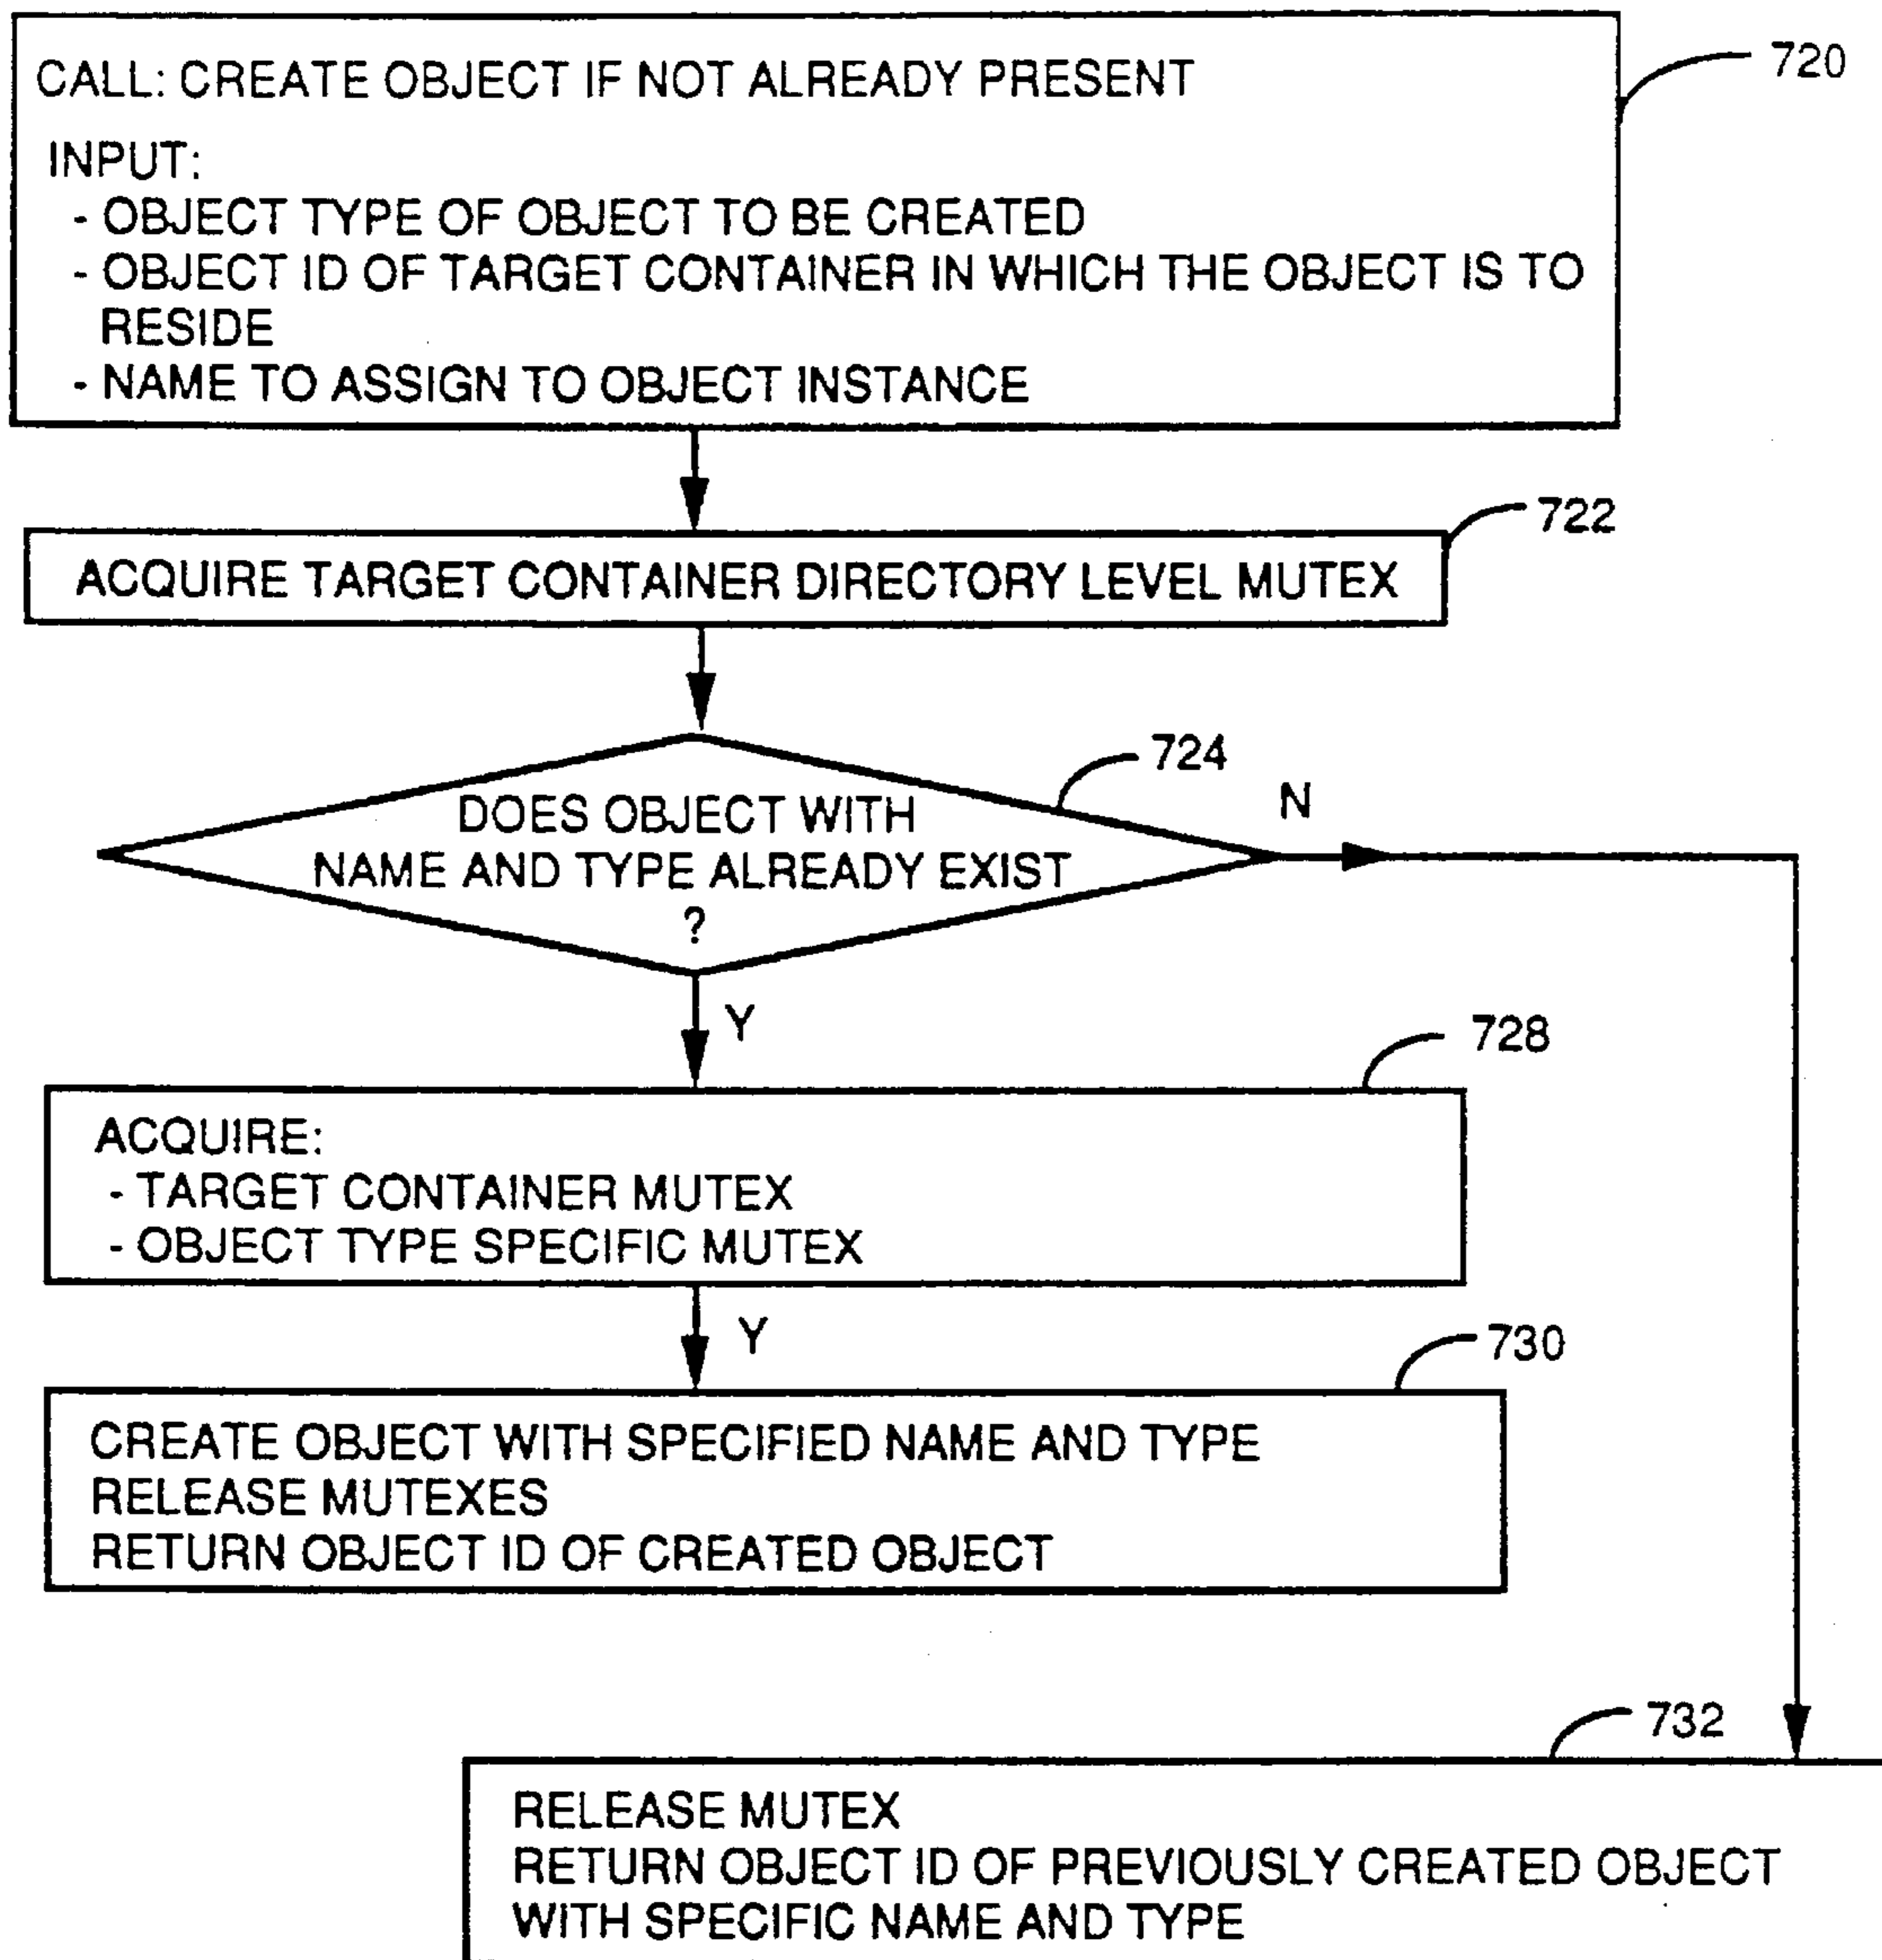 CALL: CREATE OBJECT IF NOT ALREADY PRESENT
720
INPUT:
- OBJECT TYPE OF OBJECT TO BE CREATED
- OBJECT ID OF TARGET CONTAINER IN WHICH THE OBJECT IS TO
RESIDE
- NAME TO ASSIGN TO OBJECT INSTANCE
722
ACQUIRE TARGET CONTAINER DIRECTORY LEVEL MUTEX
724
N
DOES OBJECT WITH
NAME AND TYPE ALREADY EXIST
?
Y
728
ACQUIRE:
- TARGET CONTAINER MUTEX
- OBJECT TYPE SPECIFIC MUTEX
Y
730
CREATE OBJECT WITH SPECIFIED NAME AND TYPE
RELEASE MUTEXES
RETURN OBJECT ID OF CREATED OBJECT
732
RELEASE MUTEX
RETURN OBJECT ID OF PREVIOUSLY CREATED OBJECT
WITH SPECIFIC NAME AND TYPE